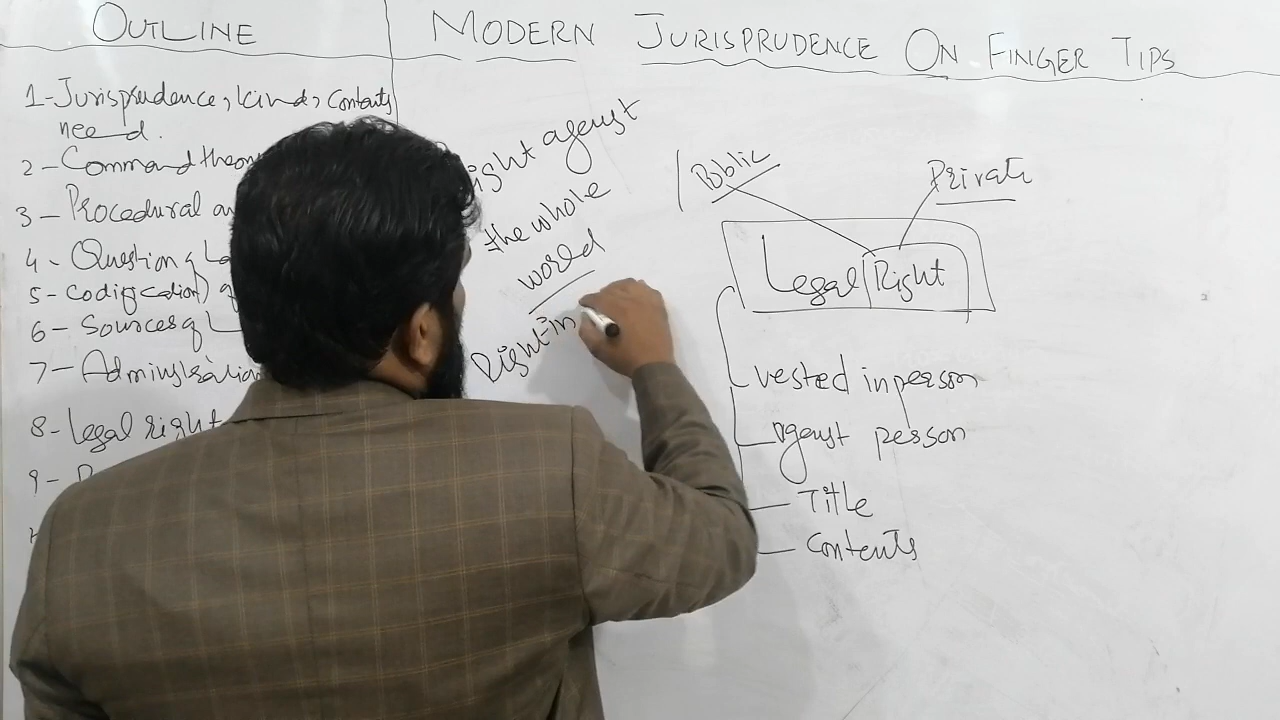 OUTLINE
MODERN JURISPRUDENCE ON FINGER TIPS
1-Jurisprudence, kinds, Contents
need.
2-Command theory
3-Procedural
4-Question of
5-codification
6-Sources of
7-Administration
8-Legal right
9-
Right against
the whole
world
Right in
Public
Private
Legal Right
vested in person
against person
Title
Contents